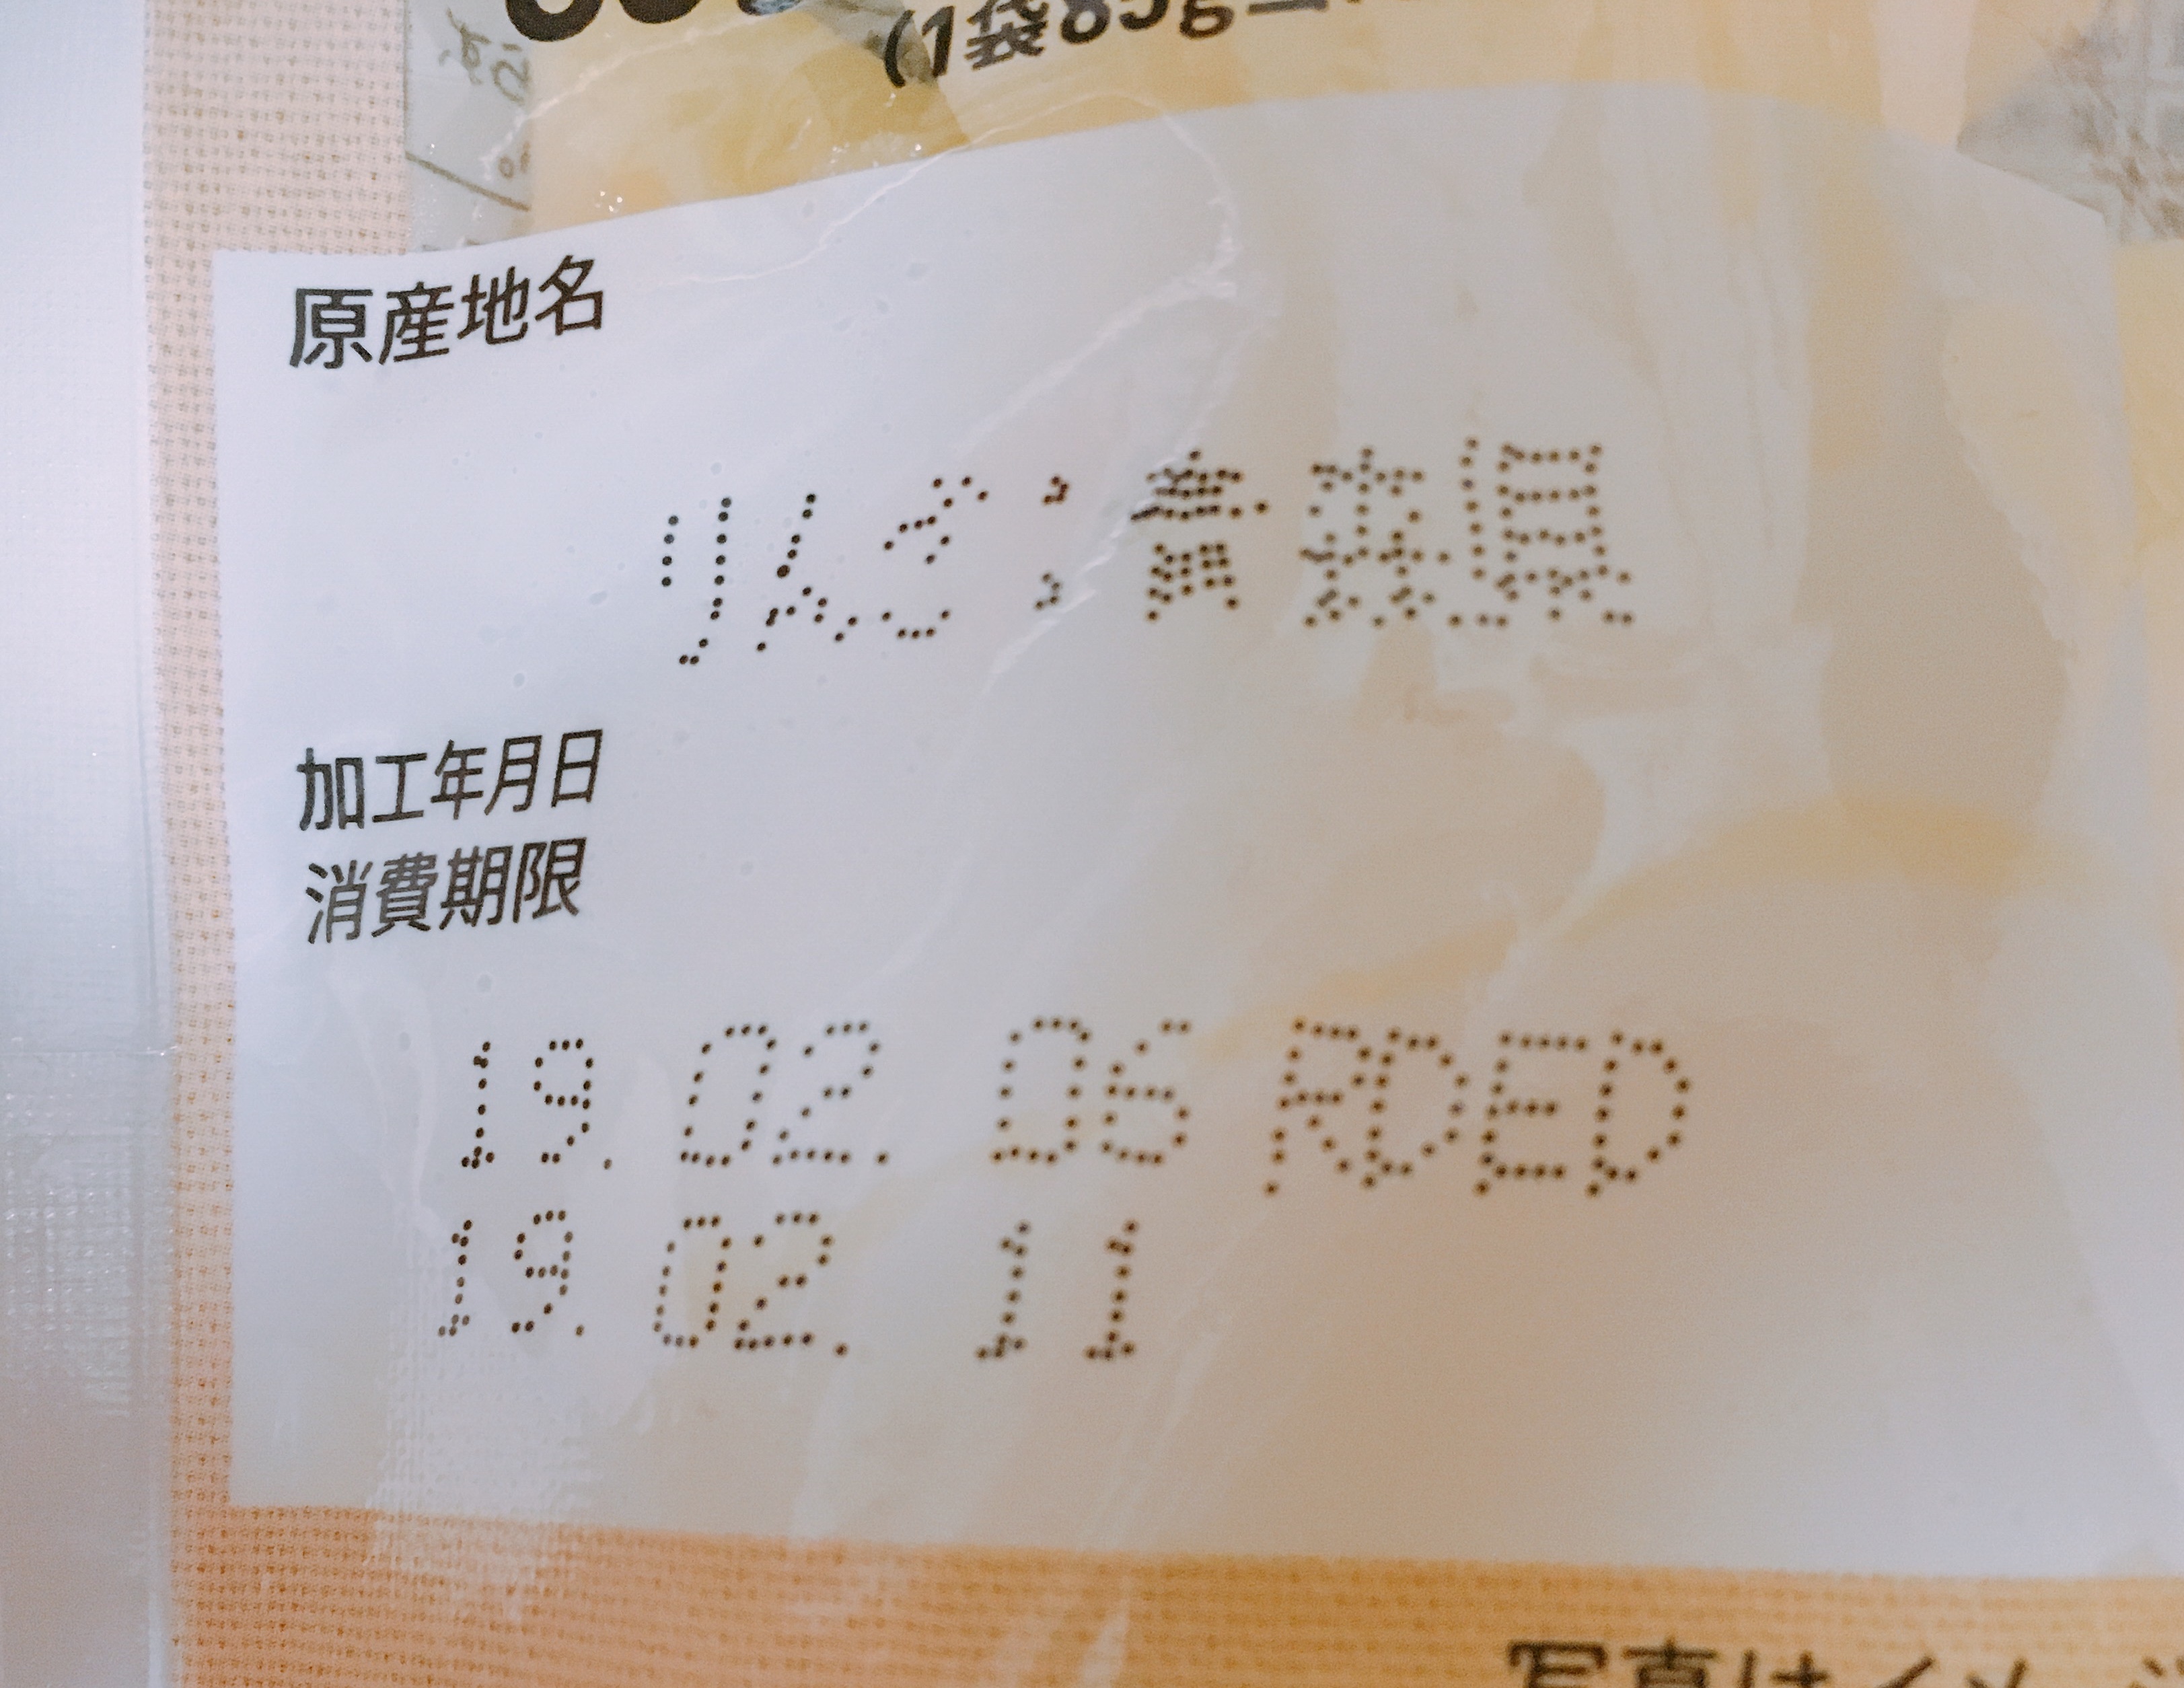 (1袋85g
原産地名
りんご:青森県
加工年月日
消費期限
19.02.06 RDED
19.02.11
写真はイメージ